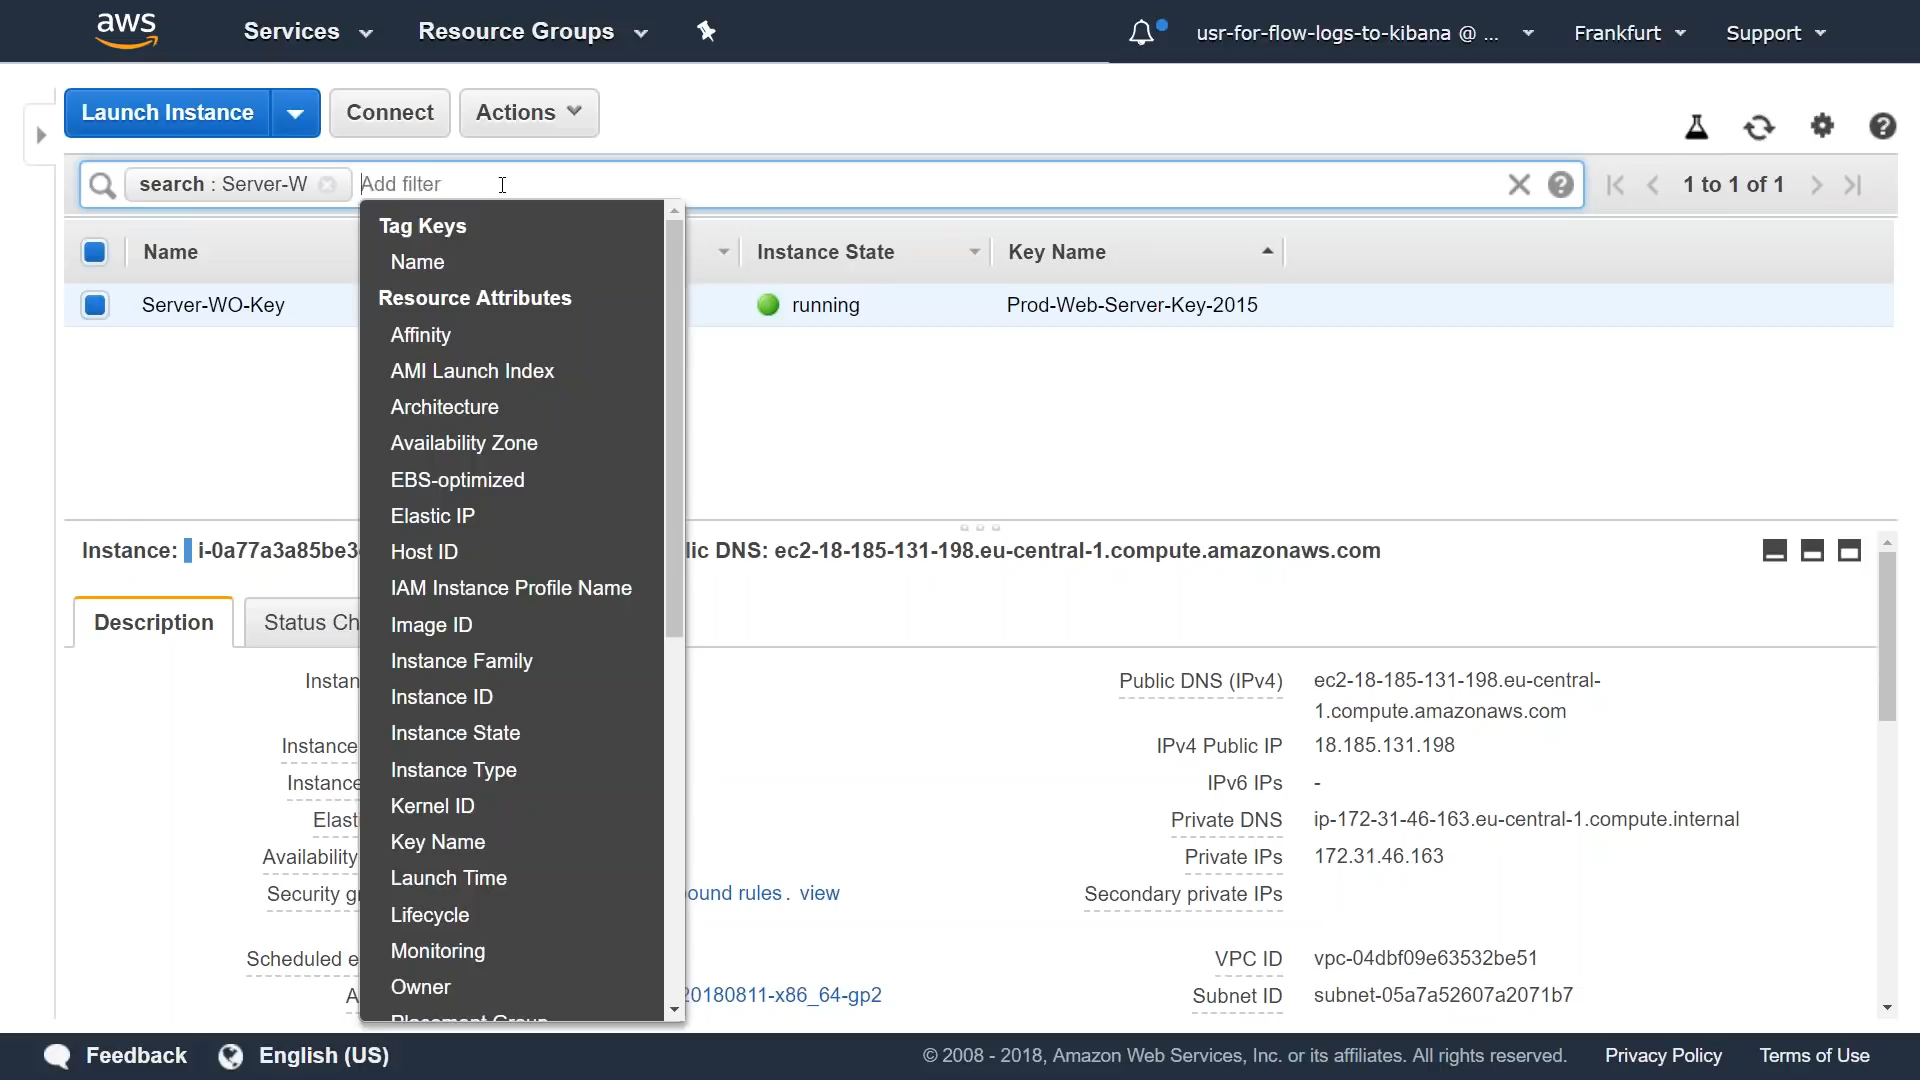 aws
Services
Resource Groups
usr-for-flow-logs-to-kibana @ ...
Frankfurt
Support
Launch Instance
Connect
Actions
search : Server-W
Add filter
1 to 1 of 1
Name
Instance State
Key Name
Server-WO-Key
running
Prod-Web-Server-Key-2015
Tag Keys
Name
Resource Attributes
Affinity
AMI Launch Index
Architecture
Availability Zone
EBS-optimized
Elastic IP
Host ID
IAM Instance Profile Name
Image ID
Instance Family
Instance ID
Instance State
Instance Type
Kernel ID
Key Name
Launch Time
Lifecycle
Monitoring
Owner
Placement Group
Instance: i-0a77a3a85be3
lic DNS: ec2-18-185-131-198.eu-central-1.compute.amazonaws.com
Description
Status Ch
Instan
Instance
Instance
Elast
Availability
Security g
ound rules. view
Scheduled e
A
20180811-x86_64-gp2
Public DNS (IPv4) ec2-18-185-131-198.eu-central-
1.compute.amazonaws.com
IPv4 Public IP 18.185.131.198
IPv6 IPs -
Private DNS ip-172-31-46-163.eu-central-1.compute.internal
Private IPs 172.31.46.163
Secondary private IPs
VPC ID vpc-04dbf09e63532be51
Subnet ID subnet-05a7a52607a2071b7
Feedback
English (US)
© 2008 - 2018, Amazon Web Services, Inc. or its affiliates. All rights reserved.
Privacy Policy
Terms of Use